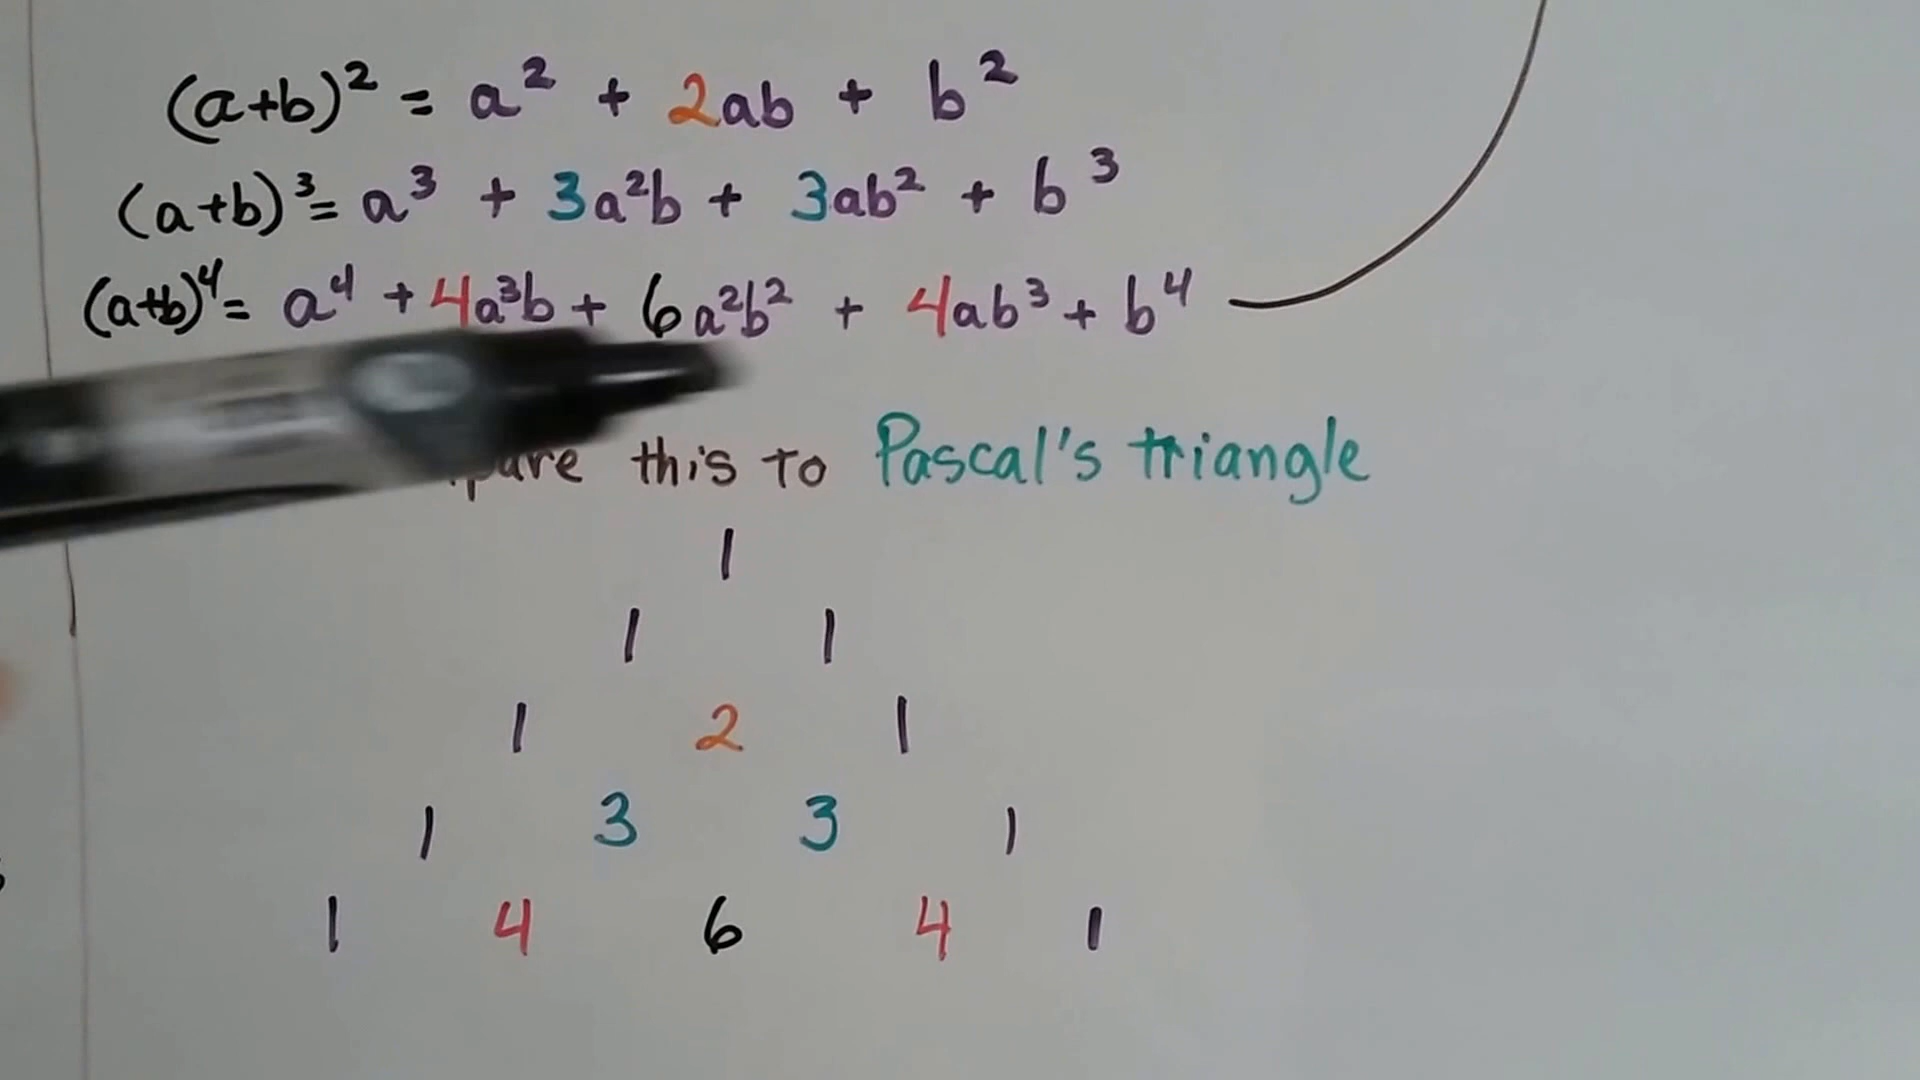 (a+b)² = a² + 2ab + b²
(a+b)³ = a³ + 3a²b + 3ab² + b³
(a+b)⁴ = a⁴ + 4a³b + 6a²b² + 4ab³ + b⁴
this to Pascal's triangle
1
1 1
1 2 1
1 3 3 1
1 4 6 4 1